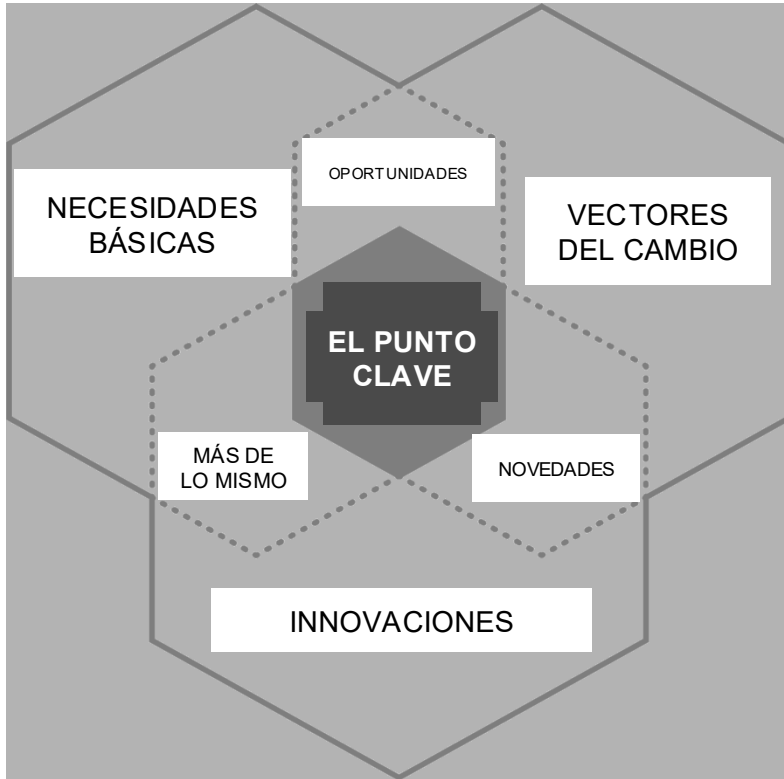 OPORTUNIDADES
NECESIDADES
BÁSICAS
VECTORES
DEL CAMBIO
EL PUNTO
CLAVE
MÁS DE
LO MISMO
NOVEDADES
INNOVACIONES